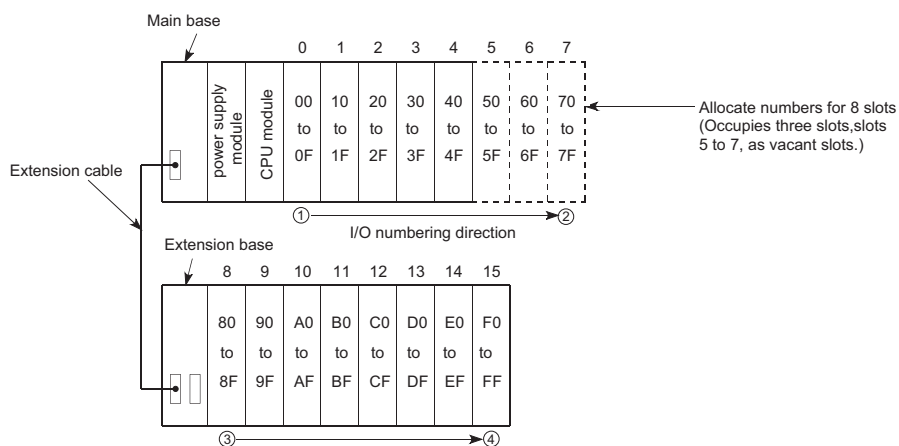 Main base
0 1 2 3 4 5 6 7
power supply
module
CPU module
00 10 20 30 40 50 60 70
to to to to to to to to
0F 1F 2F 3F 4F 5F 6F 7F
Allocate numbers for 8 slots
(Occupies three slots,slots
5 to 7, as vacant slots.)
Extension cable
① ②
I/O numbering direction
Extension base
8 9 10 11 12 13 14 15
80 90 A0 B0 C0 D0 E0 F0
to to to to to to to to
8F 9F AF BF CF DF EF FF
③ ④